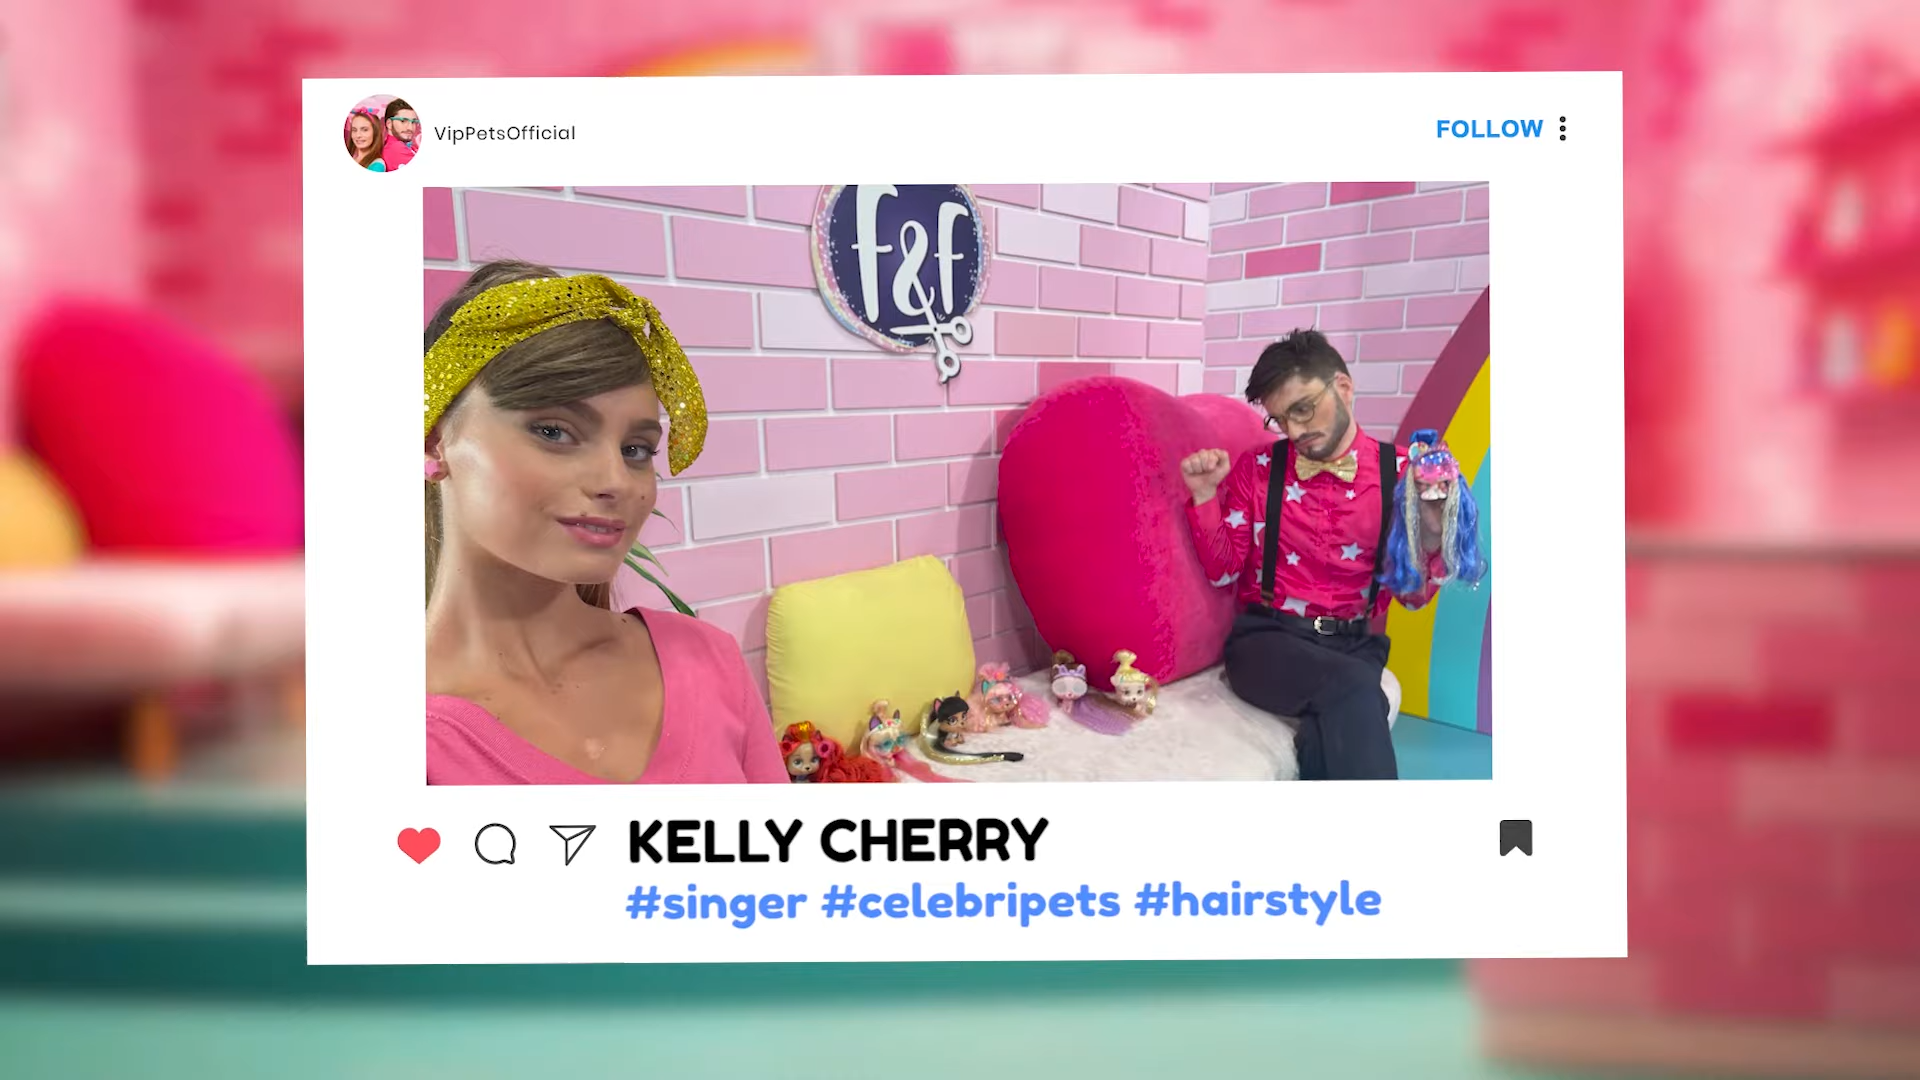 VipPetsOfficial
FOLLOW
f&f
KELLY CHERRY
#singer #celebripets #hairstyle